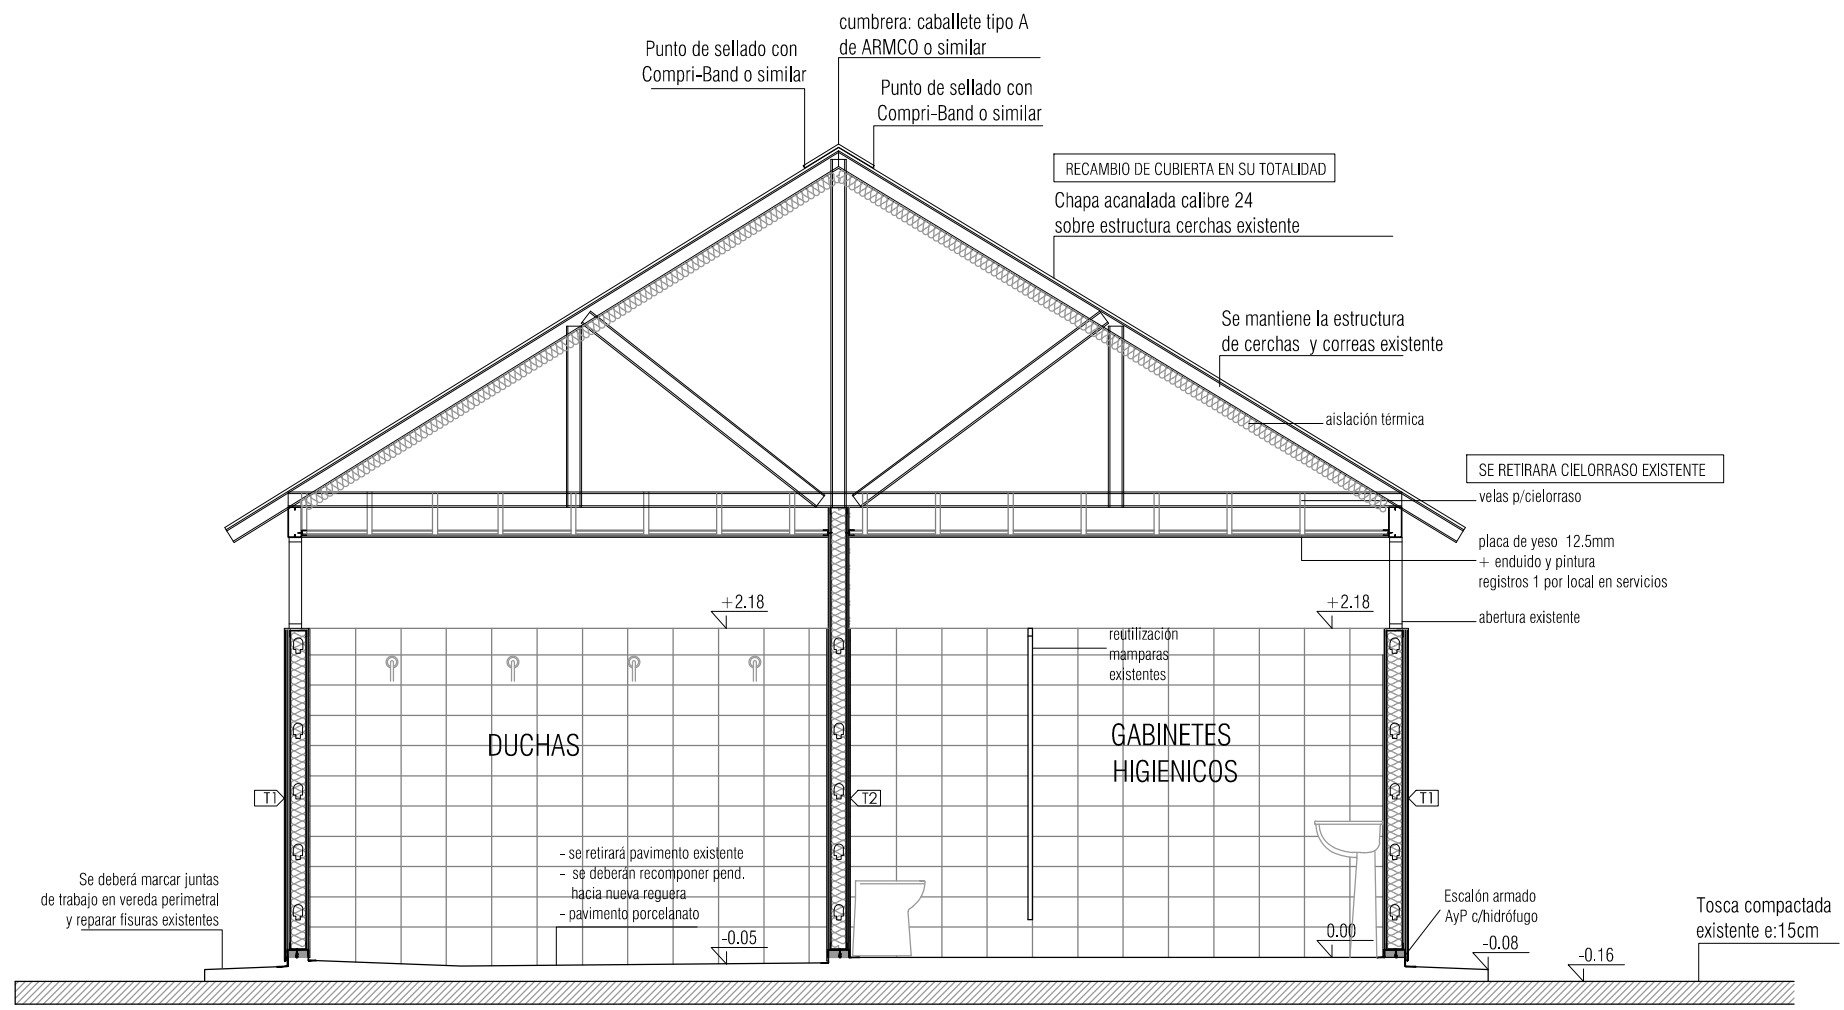 cumbrera: caballete tipo A
de ARMCO o similar
Punto de sellado con
Compri-Band o similar
Punto de sellado con
Compri-Band o similar
RECAMBIO DE CUBIERTA EN SU TOTALIDAD
Chapa acanalada calibre 24
sobre estructura cerchas existente
Se mantiene la estructura
de cerchas y correas existente
aislación térmica
SE RETIRARA CIELORRASO EXISTENTE
velas p/cielorraso
placa de yeso 12.5mm
+ enduido y pintura
registros 1 por local en servicios
abertura existente
+2.18
+2.18
reutilización
mamparas
existentes
DUCHAS
GABINETES
HIGIENICOS
T1
T2
T1
- se retirará pavimento existente
- se deberán recomponer pend.
hacia nueva reguera
- pavimento porcelanato
Se deberá marcar juntas
de trabajo en vereda perimetral
y reparar fisuras existentes
-0.05
0.00
Escalón armado
AyP c/hidrófugo
-0.08
-0.16
Tosca compactada
existente e:15cm